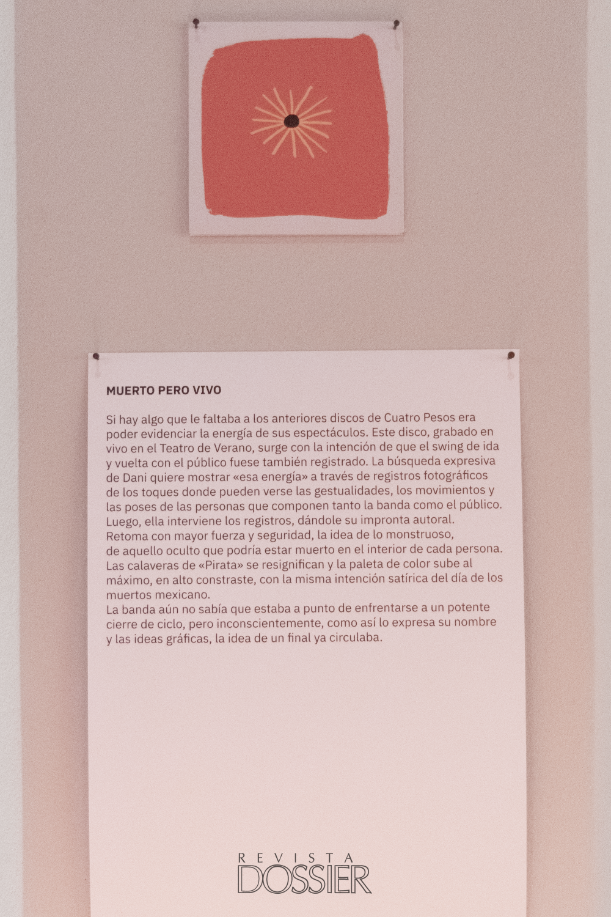 MUERTO PERO VIVO
Si hay algo que le faltaba a los anteriores discos de Cuatro Pesos era
poder evidenciar la energía de sus espectáculos. Este disco, grabado en
vivo en el Teatro de Verano, surge con la intención de que el swing de ida
y vuelta con el público fuese también registrado. La búsqueda expresiva
de Dani quiere mostrar «esa energía» a través de registros fotográficos
de los toques donde pueden verse las gestualidades, los movimientos y
las poses de las personas que componen tanto la banda como el público.
Luego, ella interviene los registros, dándole su impronta autoral.
Retoma con mayor fuerza y seguridad, la idea de lo monstruoso,
de aquello oculto que podría estar muerto en el interior de cada persona.
Las calaveras de «Pirata» se resignifican y la paleta de color sube al
máximo, en alto constraste, con la misma intención satírica del día de los
muertos mexicano.
La banda aún no sabía que estaba a punto de enfrentarse a un potente
cierre de ciclo, pero inconscientemente, como así lo expresa su nombre
y las ideas gráficas, la idea de un final ya circulaba.
REVISTA
DOSSIER